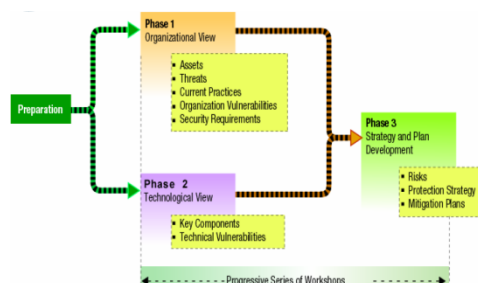 Preparation
Phase 1
Organizational View
• Assets
• Threats
• Current Practices
• Organization Vulnerabilities
• Security Requirements
Phase 2
Technological View
• Key Components
• Technical Vulnerabilities
Phase 3
Strategy and Plan
Development
• Risks
• Protection Strategy
• Mitigation Plans
Progressive Series of Workshops